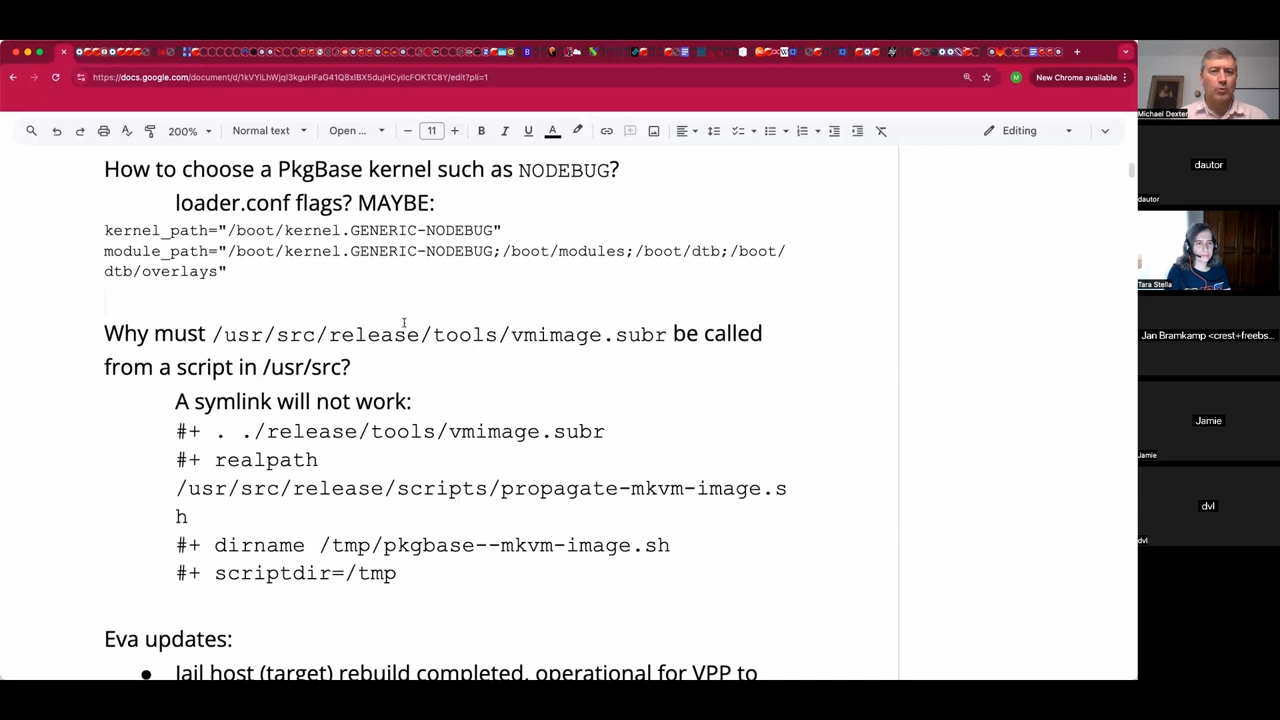 https://docs.google.com/document/d/1kVYiLhWjqI3kguHFaG41Q8xlBX5dujHCyiIcFOKTC8Y/edit?pli=1
M
New Chrome available
200%
Normal text
Open ...
11
Editing
How to choose a PkgBase kernel such as NODEBUG?
loader.conf flags? MAYBE:
kernel_path="/boot/kernel.GENERIC-NODEBUG"
module_path="/boot/kernel.GENERIC-NODEBUG;/boot/modules;/boot/dtb;/boot/
dtb/overlays"
Why must /usr/src/release/tools/vmimage.subr be called
from a script in /usr/src?
A symlink will not work:
#+ . ./release/tools/vmimage.subr
#+ realpath
/usr/src/release/scripts/propagate-mkvm-image.s
h
#+ dirname /tmp/pkgbase--mkvm-image.sh
#+ scriptdir=/tmp
Eva updates:
● Jail host (target) rebuild completed, operational for VPP to
Michael Dexter
dautor
dautor
Tara Stella
Jan Bramkamp <crest+freebs...
Jamie
Jamie
dvl
dvl